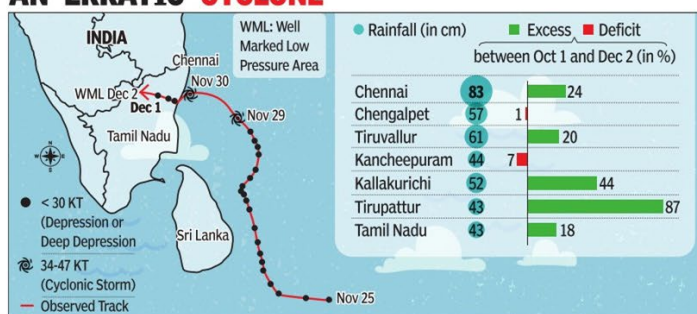 AN ERRATIC CYCLONE
INDIA
Chennai
Nov 30
WML Dec 2
Dec 1
Nov 29
Tamil Nadu
Sri Lanka
Nov 25
WML: Well
Marked Low
Pressure Area
< 30 KT
(Depression or
Deep Depression
34-47 KT
(Cyclonic Storm)
Observed Track
Rainfall (in cm)
Excess Deficit
between Oct 1 and Dec 2 (in %)
Chennai 83 24
Chengalpet 57 1
Tiruvallur 61 20
Kancheepuram 44 7
Kallakurichi 52 44
Tirupattur 43 87
Tamil Nadu 43 18